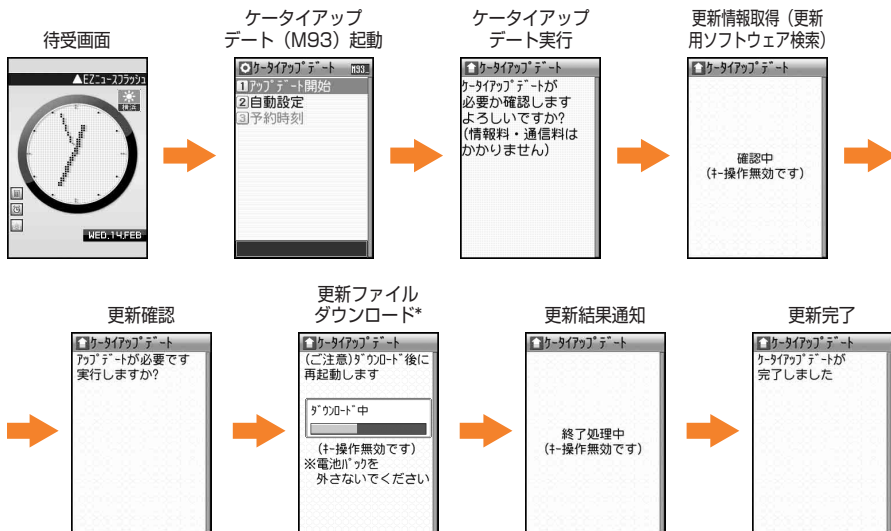 待受画面
▲EZニュースフラッシュ
横浜
WED.14.FEB
ケータイアップ
デート（M93）起動
ケータイアップデート M93
1アップデート開始
2自動設定
3予約時刻
ケータイアップ
デート実行
ケータイアップデート
ケータイアップデートが
必要か確認します
よろしいですか?
(情報料・通信料は
かかりません)
更新情報取得（更新
用ソフトウェア検索）
ケータイアップデート
確認中
(キー操作無効です)
更新確認
ケータイアップデート
アップデートが必要です
実行しますか?
更新ファイル
ダウンロード*
ケータイアップデート
(ご注意)ダウンロード後に
再起動します
ダウンロード中
(キー操作無効です)
※電池パックを
外さないでください
更新結果通知
ケータイアップデート
終了処理中
(キー操作無効です)
更新完了
ケータイアップデート
ケータイアップデートが
完了しました